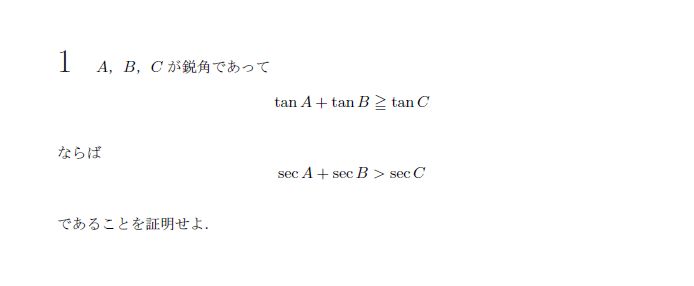 1 A，B，C が鋭角であって
tan A + tan B ≧ tan C
ならば
sec A + sec B > sec C
であることを証明せよ．